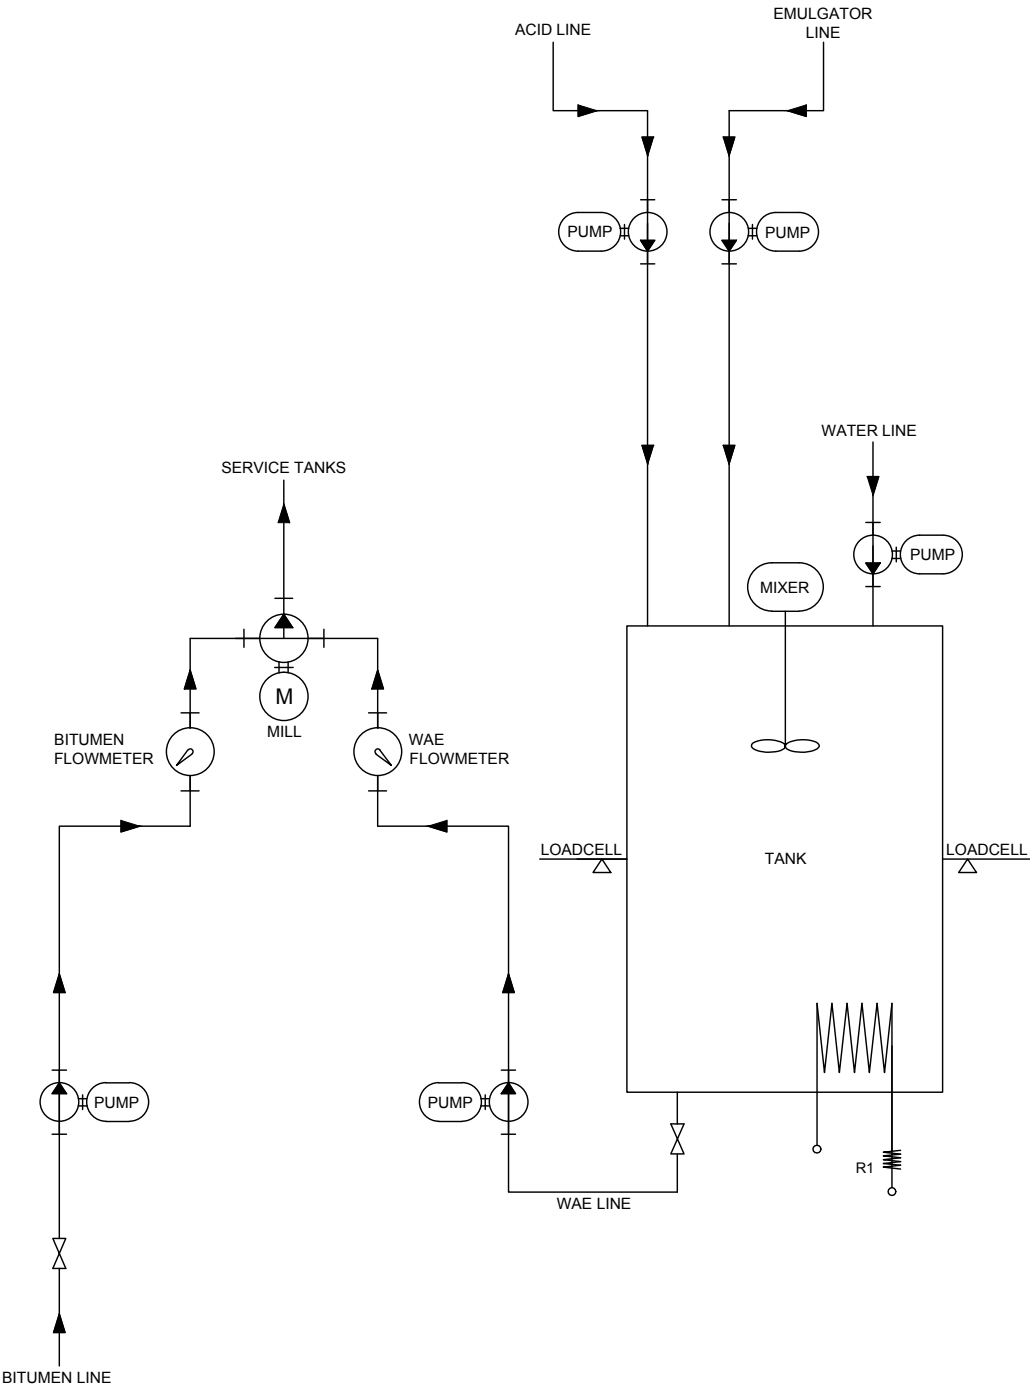 EMULGATOR
LINE
ACID LINE
PUMP
PUMP
WATER LINE
SERVICE TANKS
PUMP
MIXER
M
MILL
BITUMEN
FLOWMETER
WAE
FLOWMETER
LOADCELL
TANK
LOADCELL
PUMP
PUMP
R1
WAE LINE
BITUMEN LINE